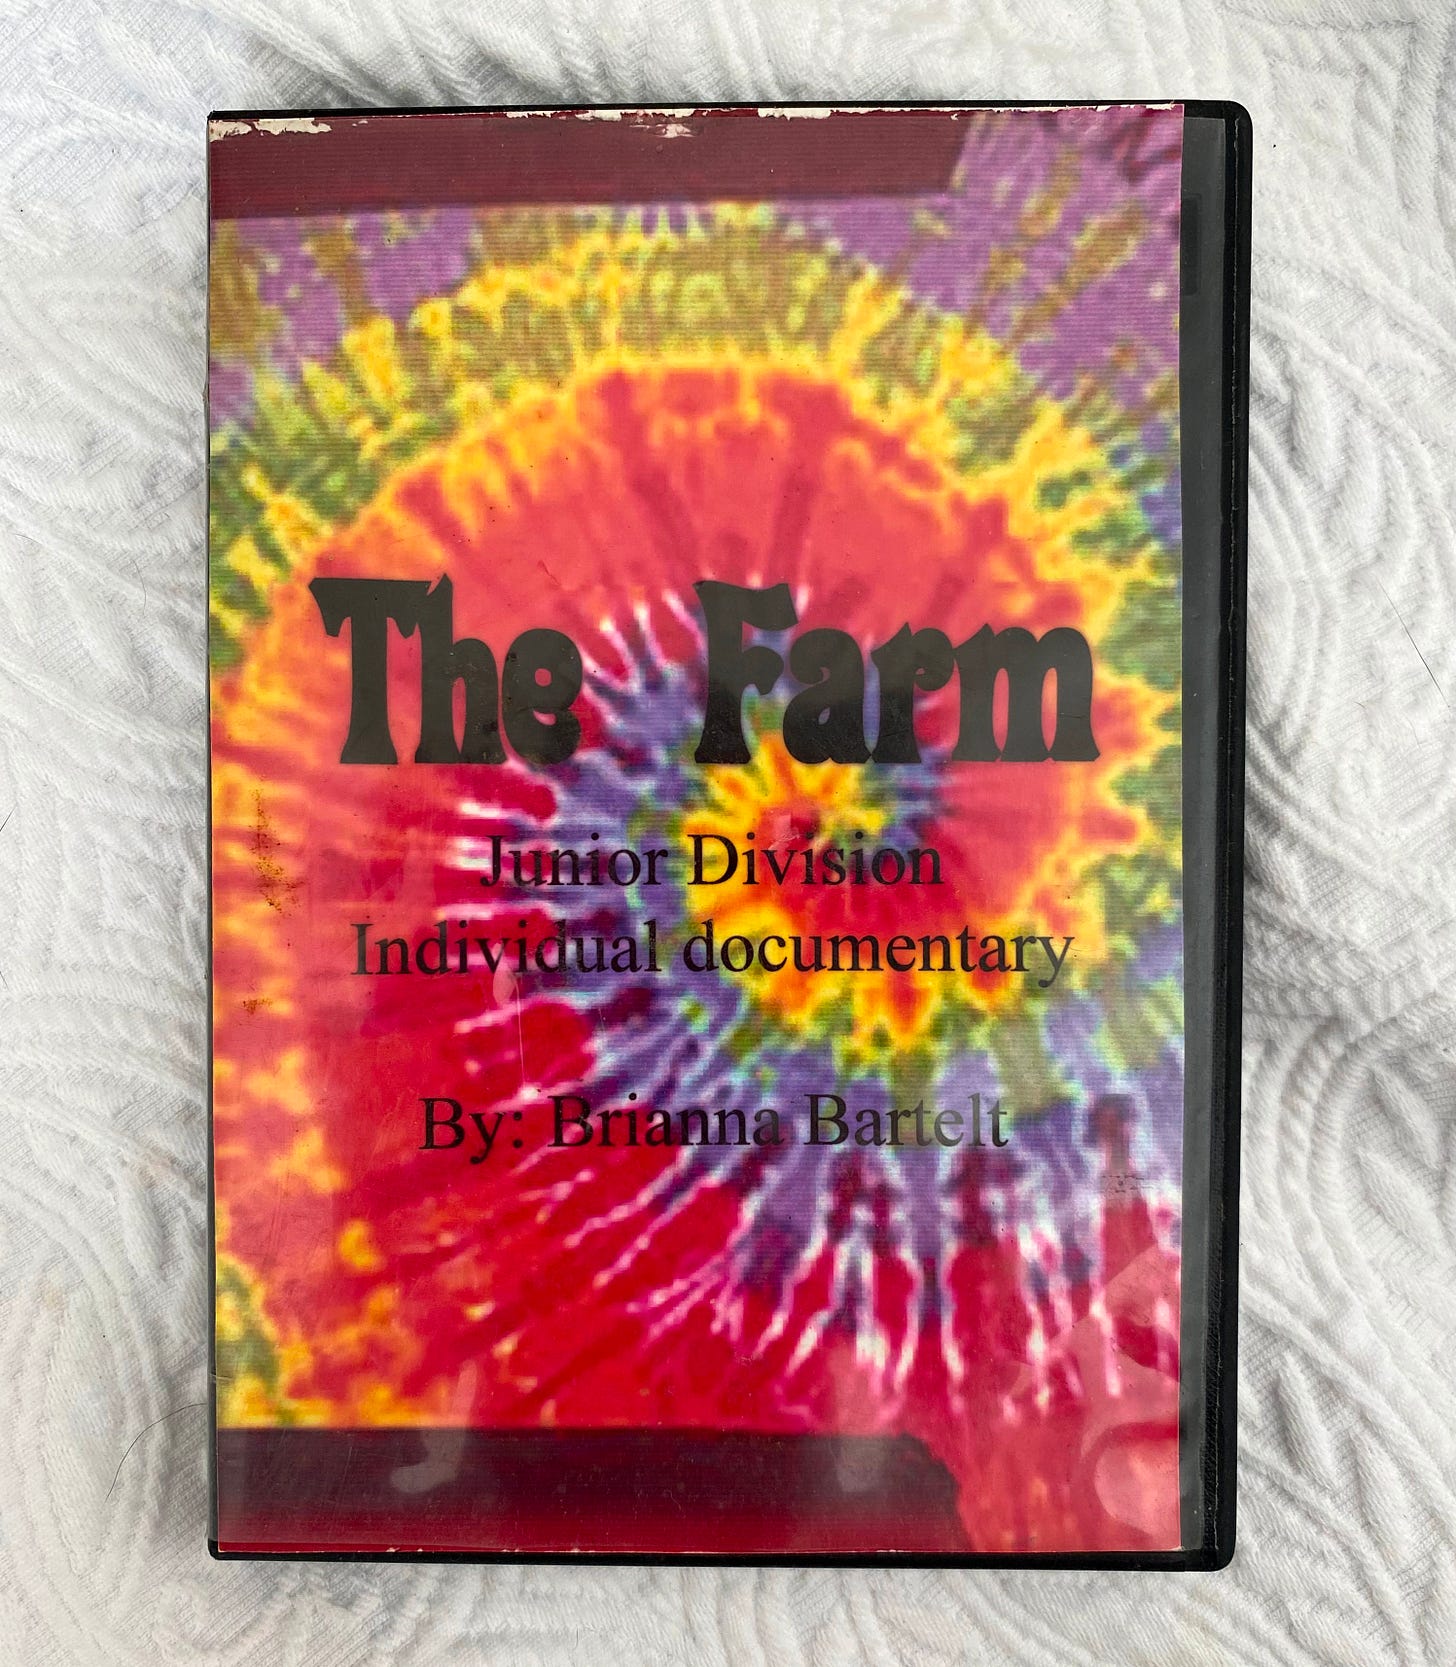 The Farm
Junior Division
Individual documentary
By: Brianna Bartelt